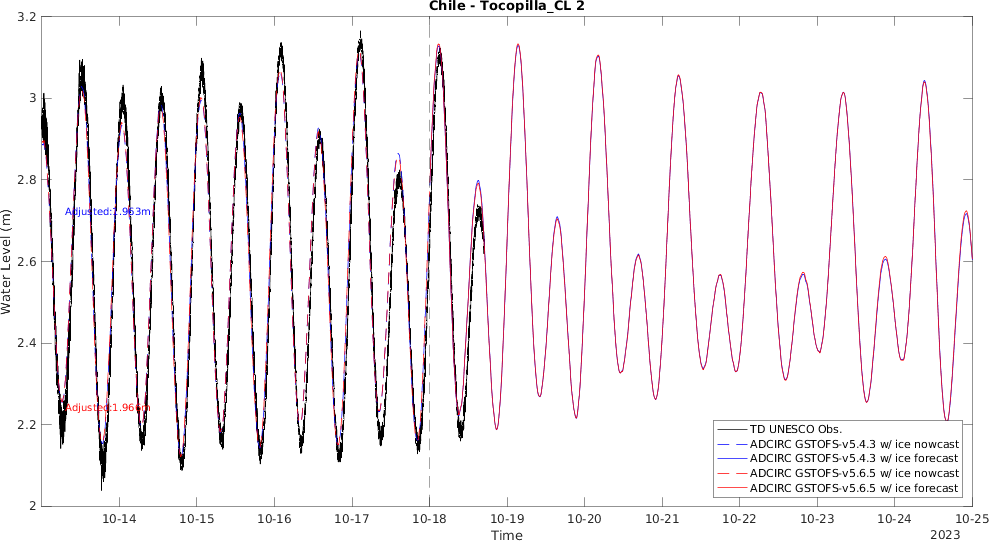 Chile - Tocopilla_CL 2
3.2
3
2.8
2.6
2.4
2.2
2
Water Level (m)
Adjusted:1.953m
Adjusted:1.966m
TD UNESCO Obs.
ADCIRC GSTOFS-v5.4.3 w/ ice nowcast
ADCIRC GSTOFS-v5.4.3 w/ ice forecast
ADCIRC GSTOFS-v5.6.5 w/ ice nowcast
ADCIRC GSTOFS-v5.6.5 w/ ice forecast
10-14 10-15 10-16 10-17 10-18 10-19 10-20 10-21 10-22 10-23 10-24 10-25
Time
2023